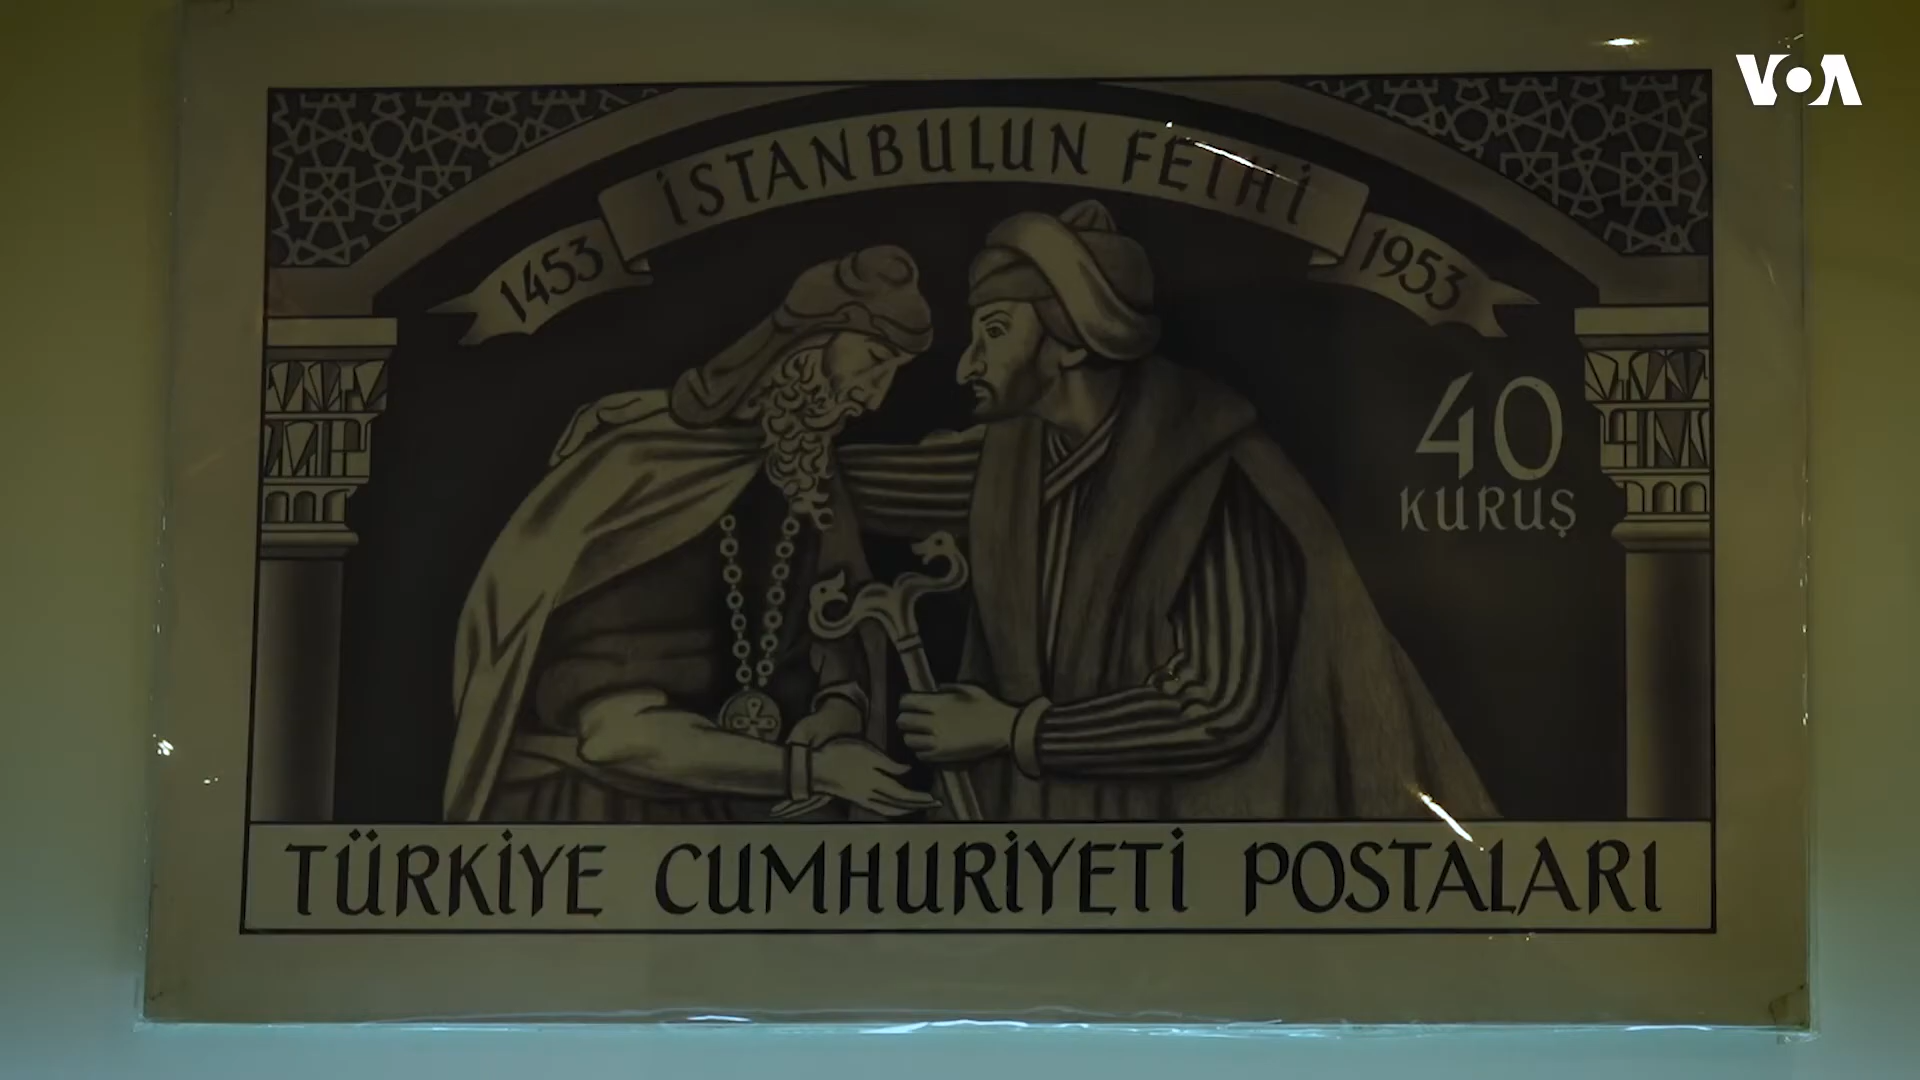 VOA
İSTANBULUN FETHİ
1453
1953
40
KURUŞ
TÜRKİYE CUMHURİYETİ POSTALARI